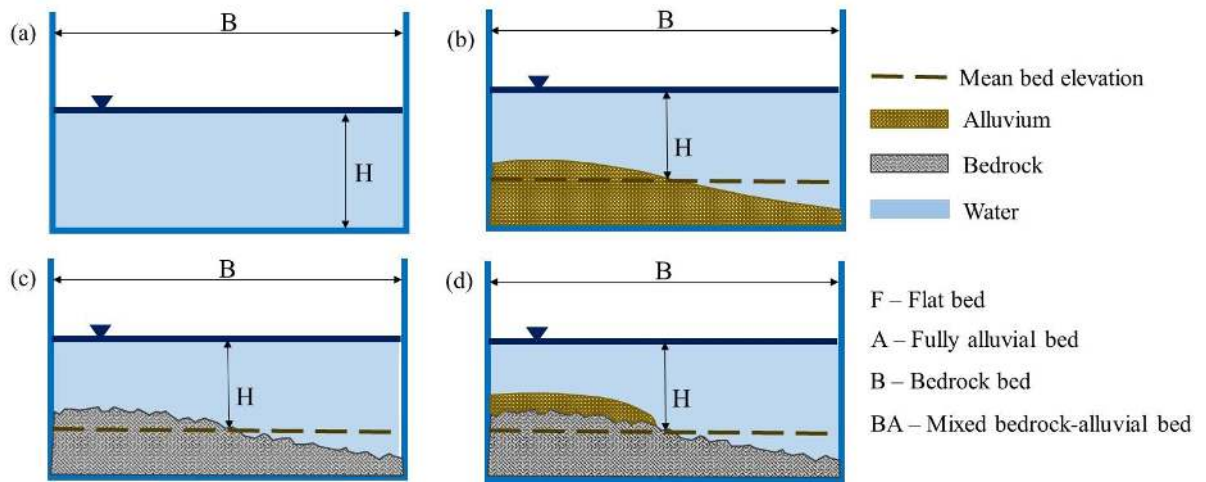 (a)
B
H
(b)
B
H
Mean bed elevation
Alluvium
Bedrock
Water
(c)
B
H
(d)
B
H
F – Flat bed
A – Fully alluvial bed
B – Bedrock bed
BA – Mixed bedrock-alluvial bed